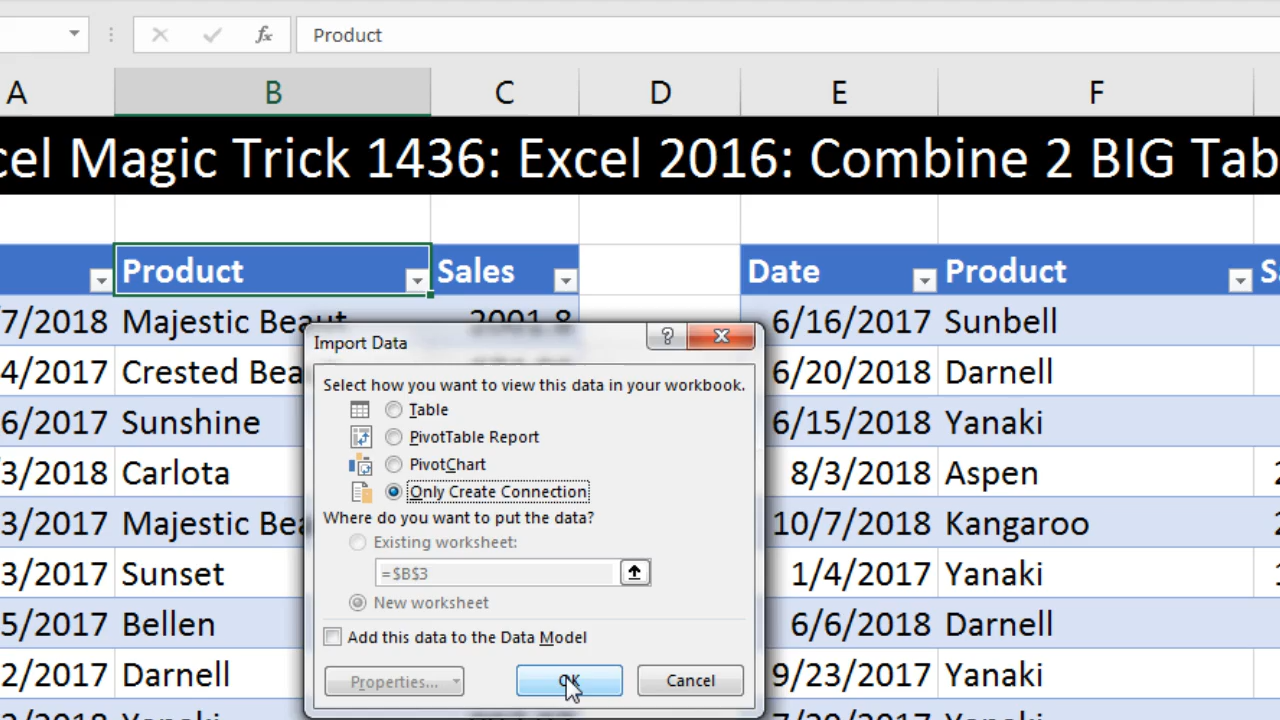 Product
A B C D E F
cel Magic Trick 1436: Excel 2016: Combine 2 BIG Tab
Product Sales Date Product
7/2018 Majestic Beaut 2001.8 6/16/2017 Sunbell
4/2017 Crested Bea 6/20/2018 Darnell
6/2017 Sunshine 6/15/2018 Yanaki
/3/2018 Carlota 8/3/2018 Aspen 2
3/2017 Majestic Bea 10/7/2018 Kangaroo 2
3/2017 Sunset 1/4/2017 Yanaki 1
5/2017 Bellen 6/6/2018 Darnell
2/2017 Darnell 9/23/2017 Yanaki
Import Data
Select how you want to view this data in your workbook.
Table
PivotTable Report
PivotChart
Only Create Connection
Where do you want to put the data?
Existing worksheet:
=$B$3
New worksheet
Add this data to the Data Model
Properties... OK Cancel